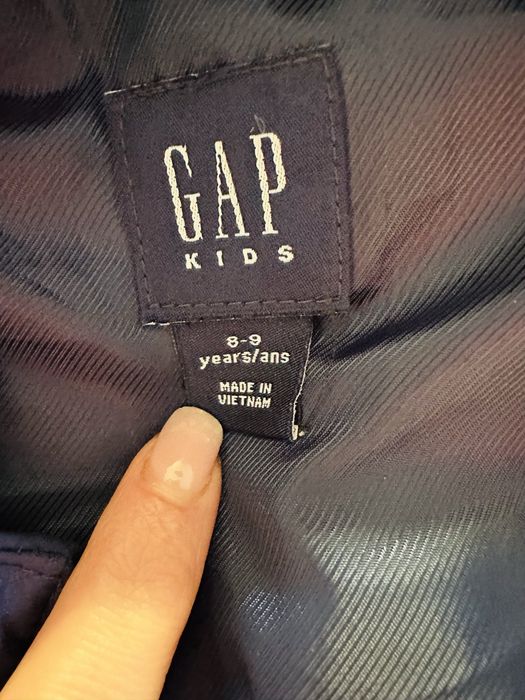 GAP
KIDS
8-9
years/ans
MADE IN
VIETNAM